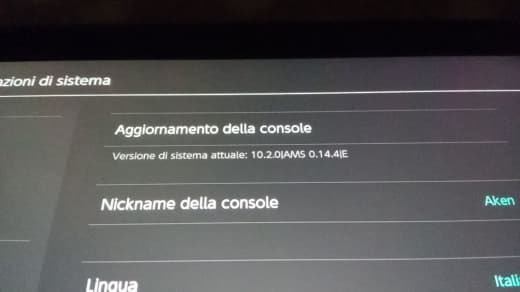 azioni di sistema
Aggiornamento della console
Versione di sistema attuale: 10.2.0|AMS 0.14.4|E
Nickname della console
Aken
Lingua
Itali